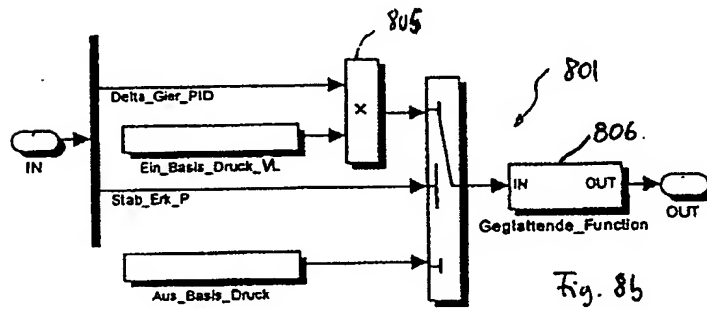 805
Delta_Gier_PID
×
801
IN
Ein_Basis_Druck_VL
806.
Stab_Erk_P
IN OUT
OUT
Geglattende_Function
Aus_Basis_Druck
Fig. 8b